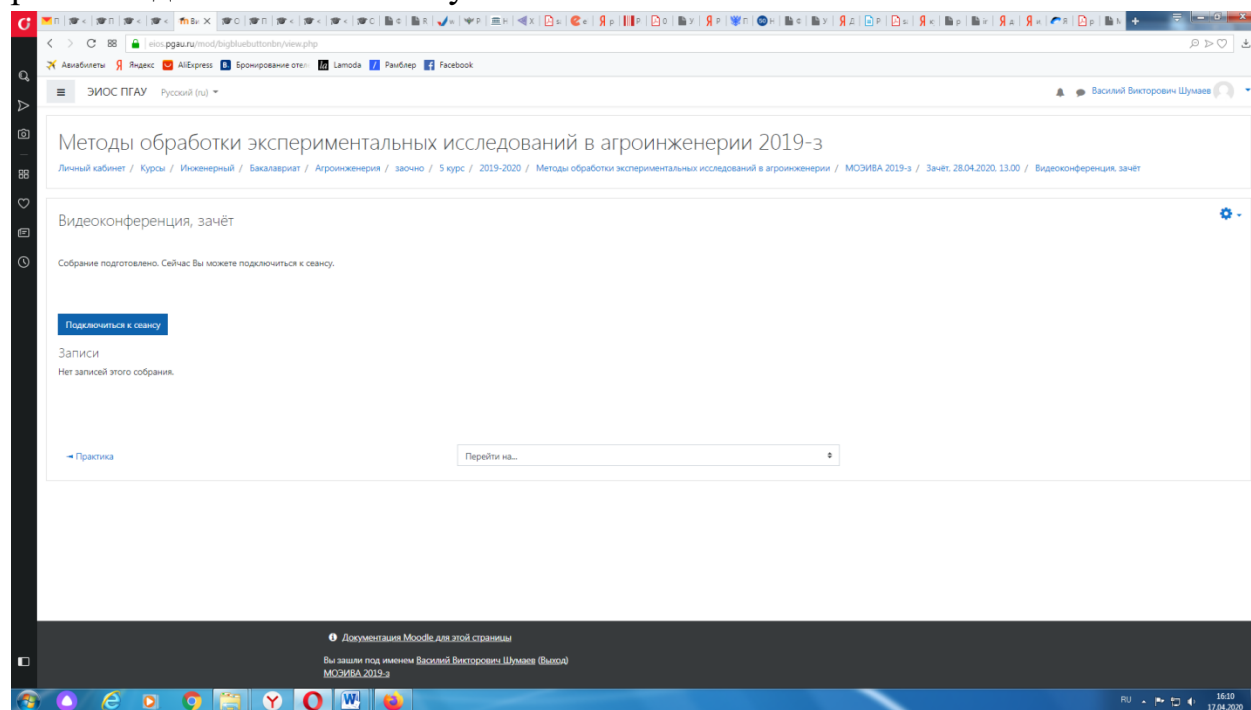 eios.pgau.ru/mod/bigbluebuttonbn/view.php
Авиабилеты Яндекс AliExpress Бронирование отел Lamoda Рамблер Facebook
ЭИОС ПГАУ Русский (ru) Василий Викторович Шумаев
Методы обработки экспериментальных исследований в агроинженерии 2019-з
Личный кабинет / Курсы / Инженерный / Бакалавриат / Агроинженерия / заочно / 5 курс / 2019-2020 / Методы обработки экспериментальных исследований в агроинженерии / МОЭИВА 2019-з / Зачёт, 28.04.2020, 13.00 / Видеоконференция, зачёт
Видеоконференция, зачёт
Собрание подготовлено. Сейчас Вы можете подключиться к сеансу.
Подключиться к сеансу
Записи
Нет записей этого собрания.
◄ Практика Перейти на...
Документация Moodle для этой страницы
Вы зашли под именем Василий Викторович Шумаев (Выход)
МОЭИВА 2019-з
RU 16:10
17.04.2020